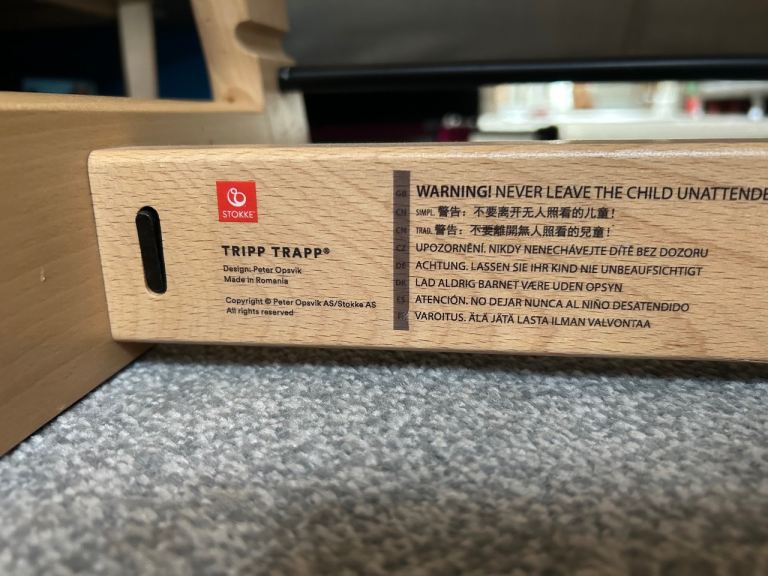 STOKKE™
TRIPP TRAPP®
Design: Peter Opsvik
Made in Romania
Copyright © Peter Opsvik AS/Stokke AS
All rights reserved
GB WARNING! NEVER LEAVE THE CHILD UNATTENDE
CN SIMPL. 警告：不要离开无人照看的儿童！
CN TRAD. 警告：不要離開無人照看的兒童！
CZ UPOZORNĚNÍ. NIKDY NENECHÁVEJTE DÍTĚ BEZ DOZORU
DE ACHTUNG. LASSEN SIE IHR KIND NIE UNBEAUFSICHTIGT
DK LAD ALDRIG BARNET VÆRE UDEN OPSYN
ES ATENCIÓN. NO DEJAR NUNCA AL NIÑO DESATENDIDO
FI VAROITUS. ÄLÄ JÄTÄ LASTA ILMAN VALVONTAA